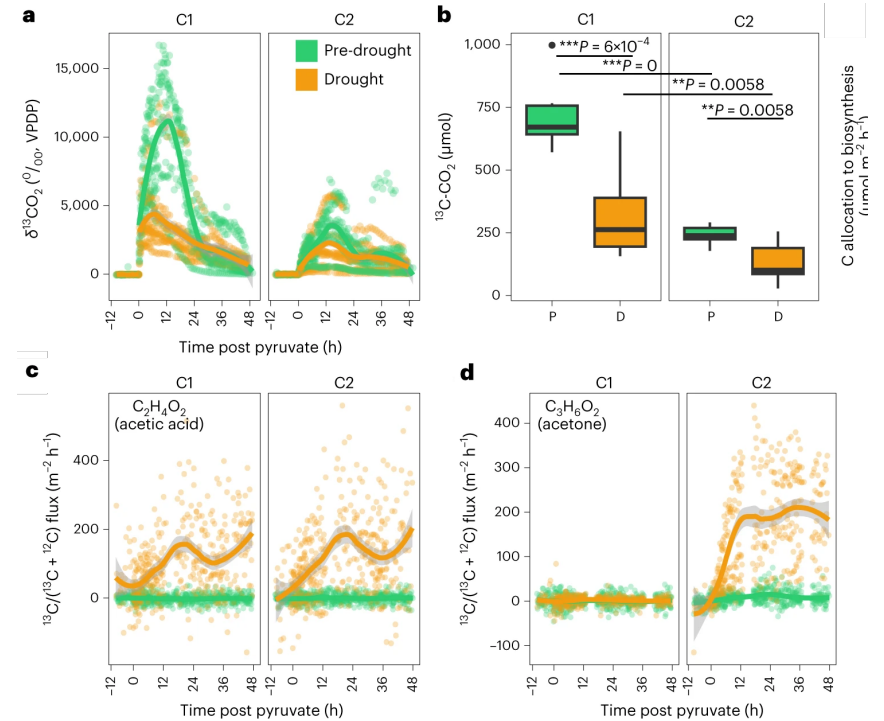 a
C1
C2
δ¹³CO₂ (⁰/₀₀, VPDP)
15,000
10,000
5,000
0
Pre-drought
Drought
−12
0
12
24
36
48
−12
0
12
24
36
48
Time post pyruvate (h)
b
C1
C2
¹³C-CO₂ (µmol)
1,000
750
500
250
0
***P = 6×10⁻⁴
***P = 0
**P = 0.0058
**P = 0.0058
P
D
P
D
C allocation to biosynthesis
(µmol m⁻² h⁻¹)
c
C1
C2
C₂H₄O₂
(acetic acid)
¹³C/(¹³C + ¹²C) flux (m⁻² h⁻¹)
400
200
0
−12
0
12
24
36
48
−12
0
12
24
36
48
Time post pyruvate (h)
d
C1
C2
C₃H₆O₂
(acetone)
¹³C/(¹³C + ¹²C) flux (m⁻² h⁻¹)
400
300
200
100
0
−100
−12
0
12
24
36
48
−12
0
12
24
36
48
Time post pyruvate (h)